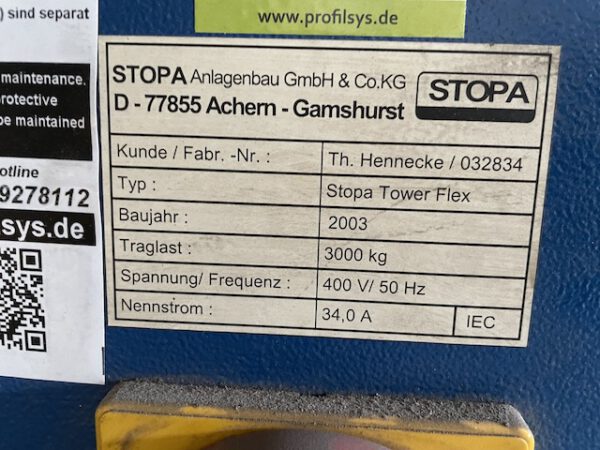 ) sind separat
www.profilsys.de
maintenance.
rotective
be maintained
otline
9278112
sys.de
STOPA Anlagenbau GmbH & Co.KG
D - 77855 Achern - Gamshurst
STOPA
Kunde / Fabr. -Nr. : Th. Hennecke / 032834
Typ : Stopa Tower Flex
Baujahr : 2003
Traglast : 3000 kg
Spannung/ Frequenz : 400 V/ 50 Hz
Nennstrom : 34,0 A IEC